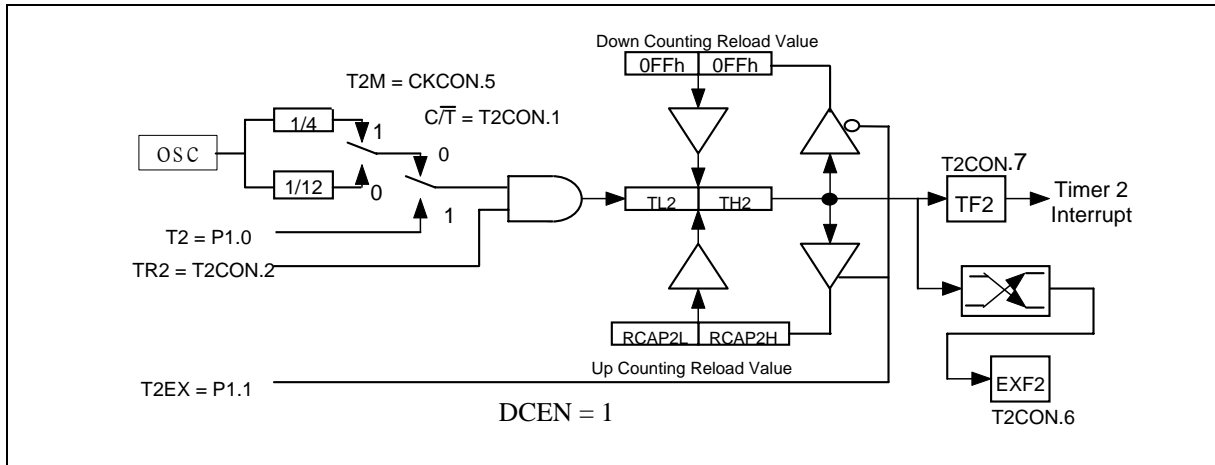 Down Counting Reload Value
0FFh 0FFh
T2M = CKCON.5
C/T̅ = T2CON.1
1/4
1
OSC
0
1/12
0
T2CON.7
TL2 TH2
TF2
Timer 2
Interrupt
1
T2 = P1.0
TR2 = T2CON.2
RCAP2L RCAP2H
Up Counting Reload Value
T2EX = P1.1
EXF2
DCEN = 1
T2CON.6